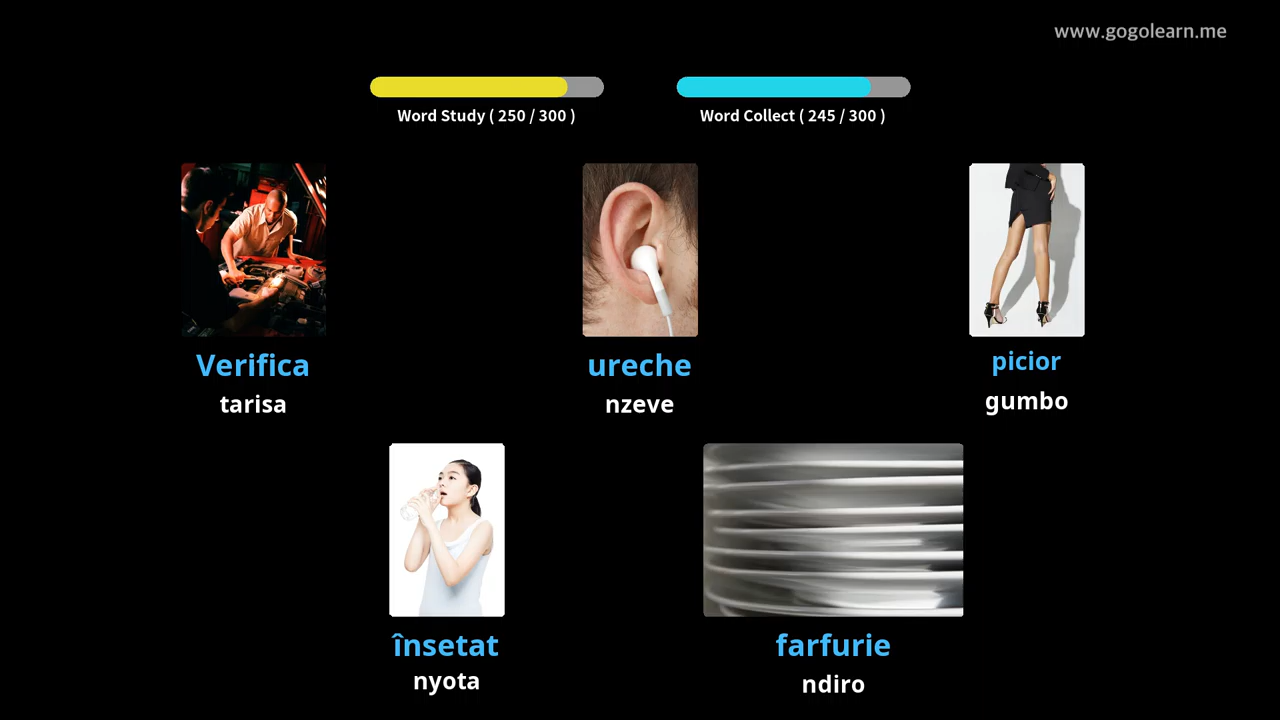 www.gogolearn.me
Word Study ( 250 / 300 )
Word Collect ( 245 / 300 )
Verifica
tarisa
ureche
nzeve
picior
gumbo
însetat
nyota
farfurie
ndiro